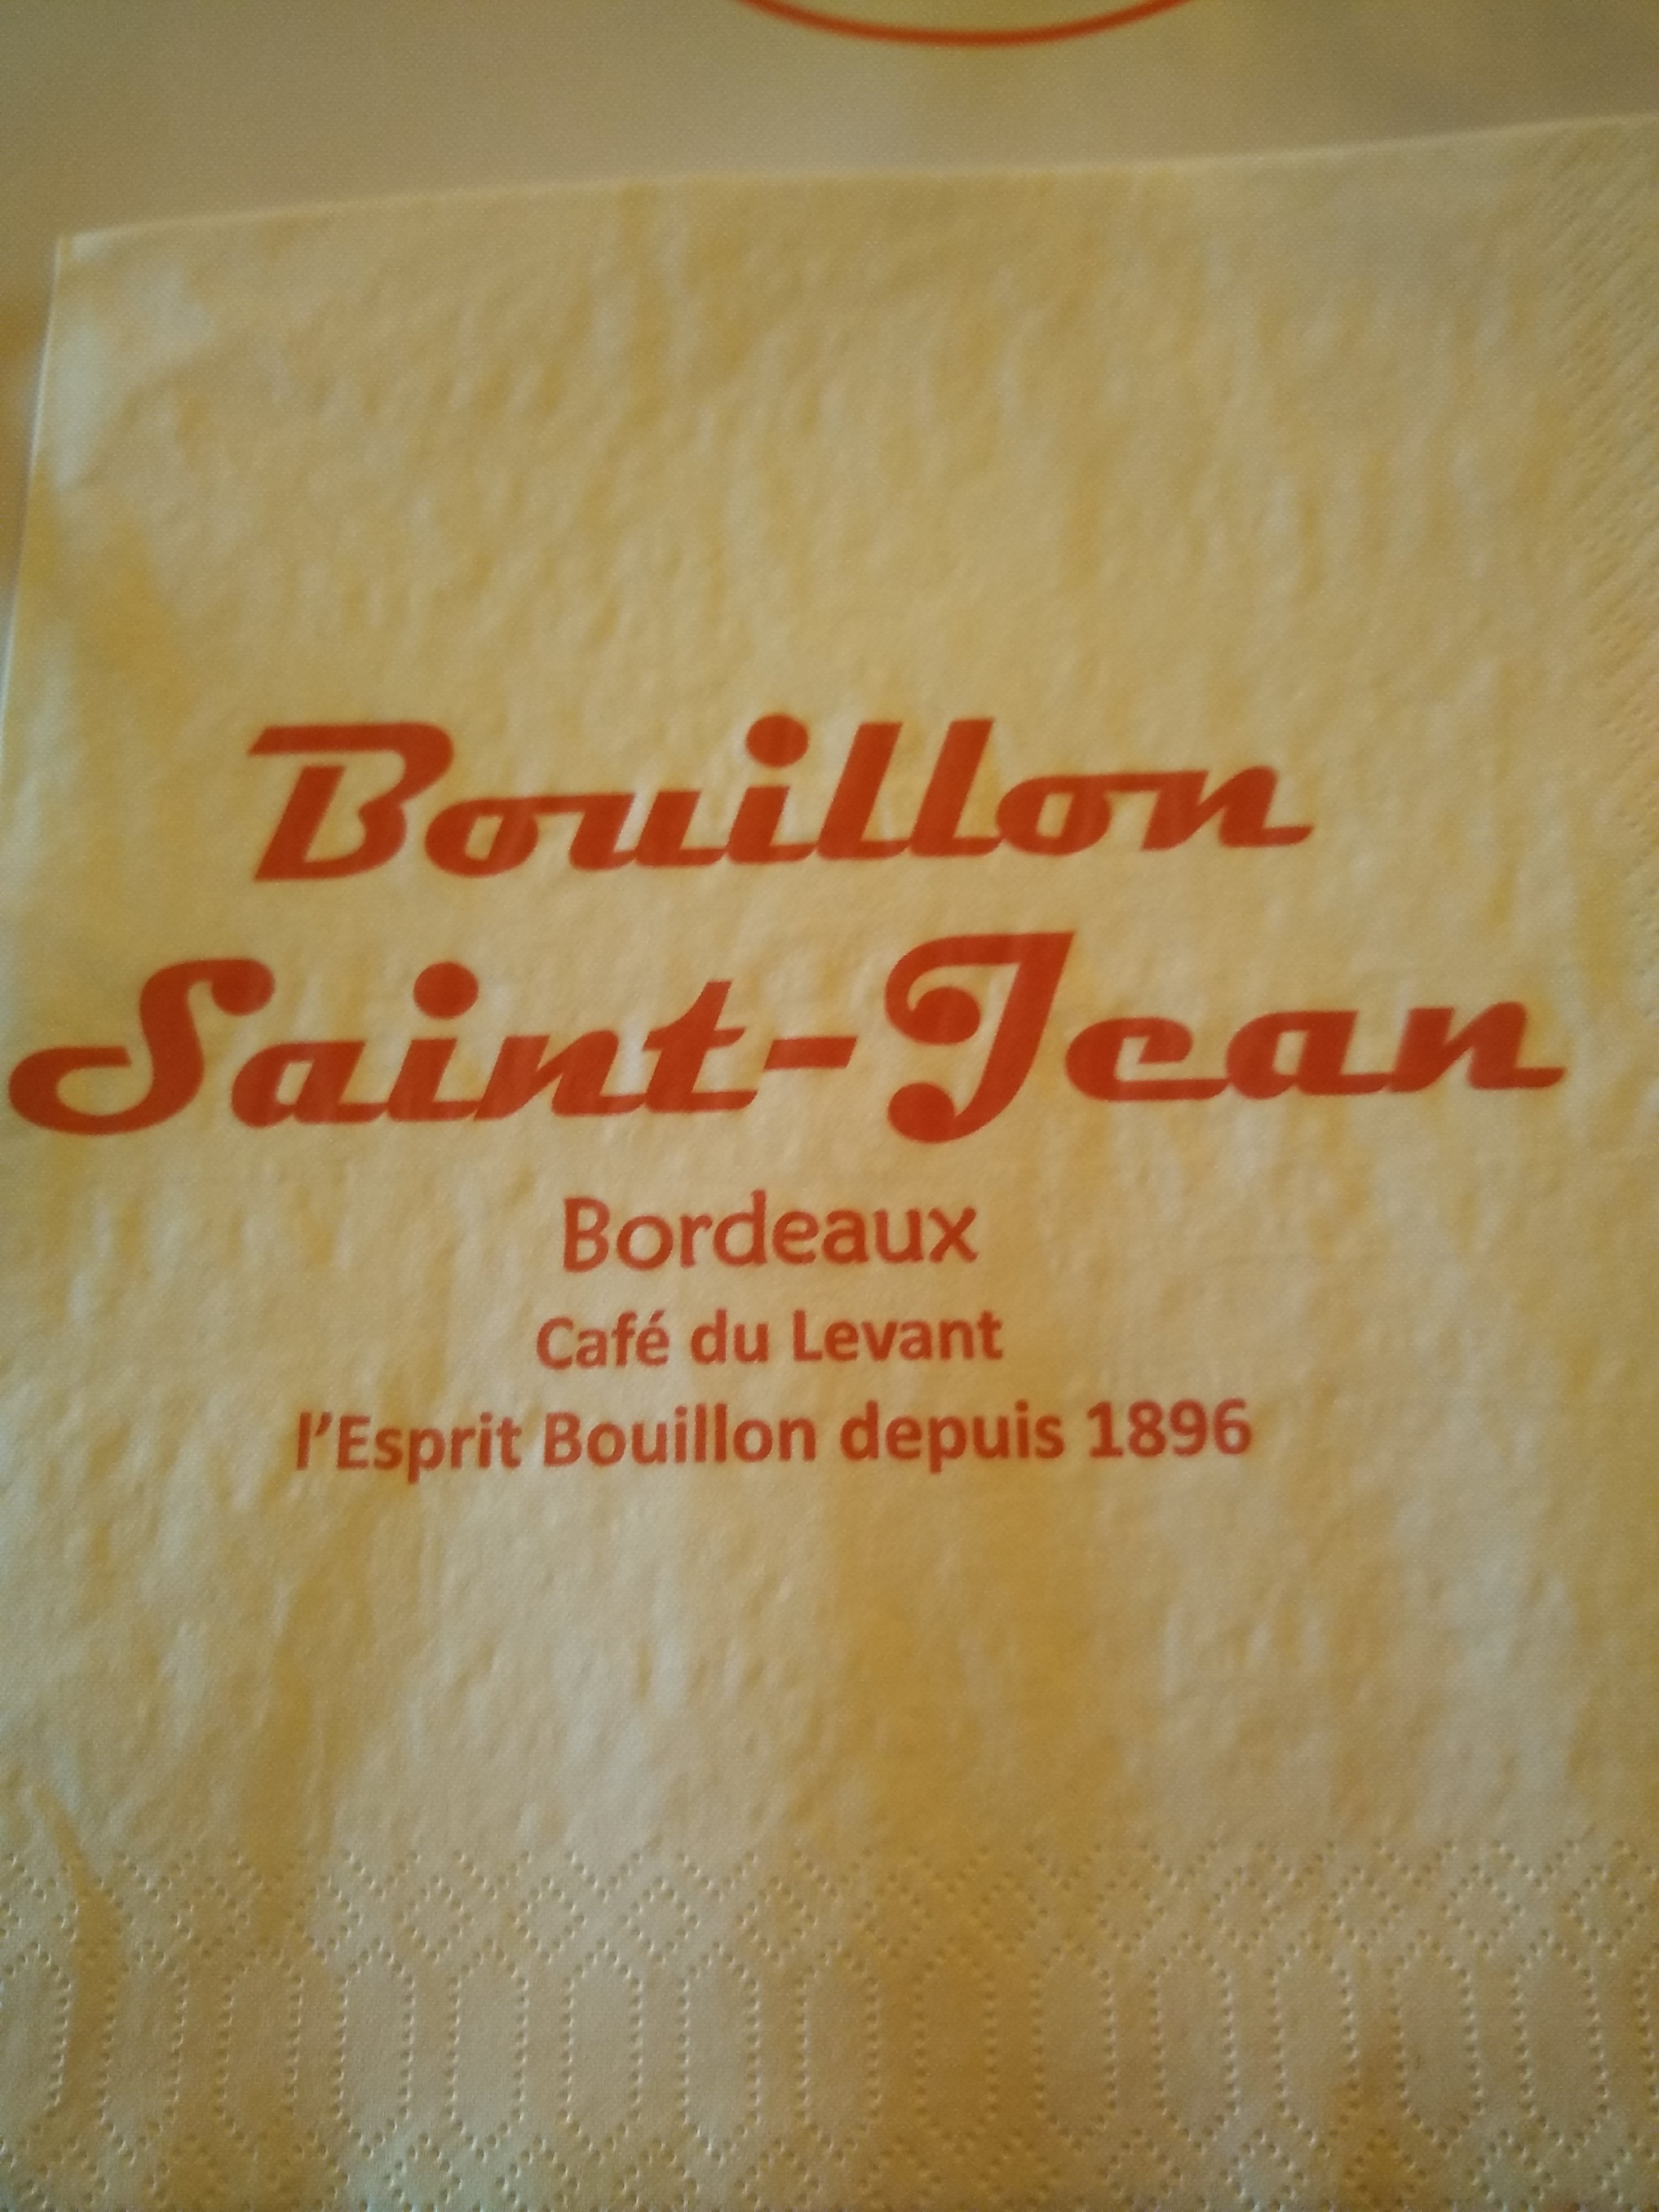 Bouillon
Saint-Jean
Bordeaux
Café du Levant
l'Esprit Bouillon depuis 1896